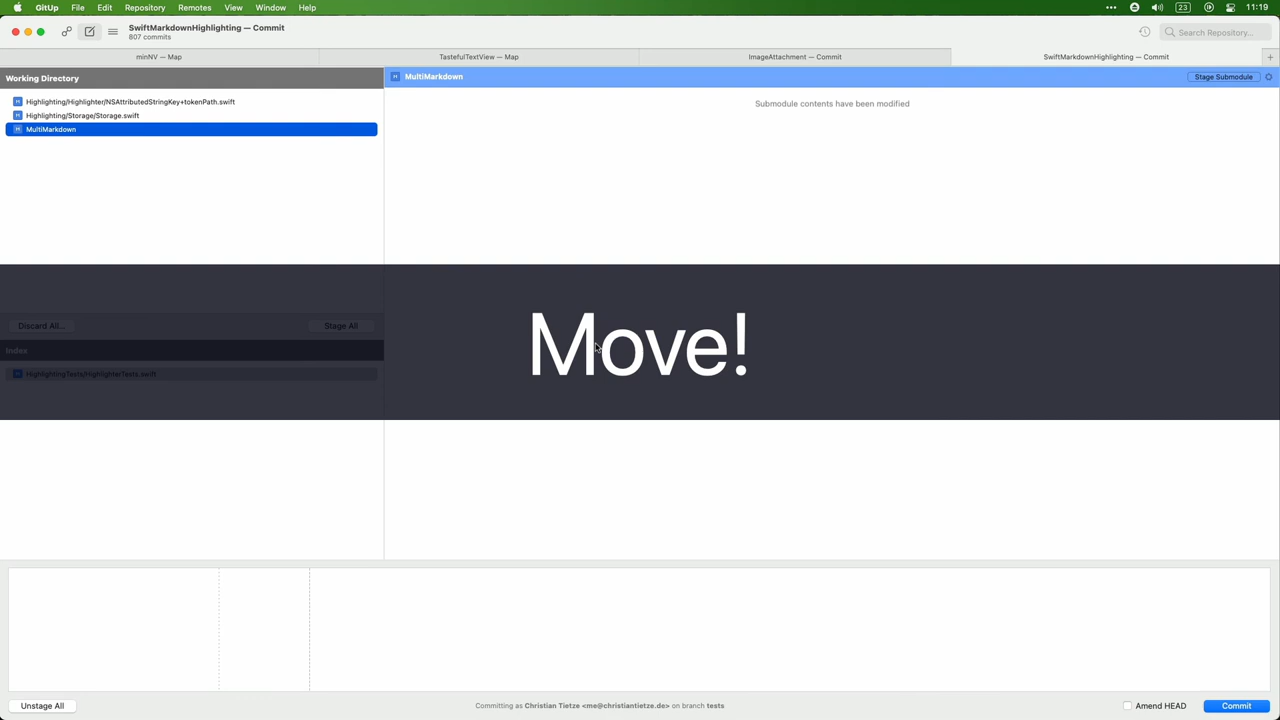 GitUp File Edit Repository Remotes View Window Help
23 11:19
SwiftMarkdownHighlighting — Commit
807 commits
Search Repository...
minNV — Map
TastefulTextView — Map
ImageAttachment — Commit
SwiftMarkdownHighlighting — Commit
Working Directory
MultiMarkdown
Stage Submodule
Highlighting/Highlighter/NSAttributedStringKey+tokenPath.swift
Submodule contents have been modified
Highlighting/Storage/Storage.swift
MultiMarkdown
Move!
Discard All...
Stage All
Index
HighlightingTests/HighlighterTests.swift
Unstage All
Committing as Christian Tietze <me@christiantietze.de> on branch tests
Amend HEAD
Commit